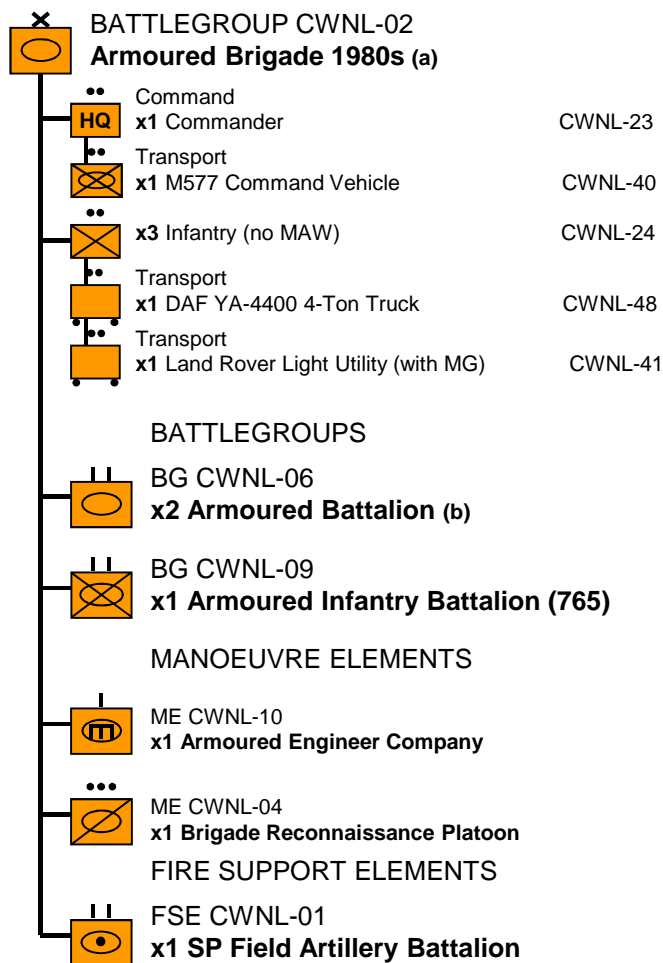 BATTLEGROUP CWNL-02
Armoured Brigade 1980s (a)
Command
HQ x1 Commander CWNL-23
Transport
x1 M577 Command Vehicle CWNL-40
x3 Infantry (no MAW) CWNL-24
Transport
x1 DAF YA-4400 4-Ton Truck CWNL-48
Transport
x1 Land Rover Light Utility (with MG) CWNL-41
BATTLEGROUPS
BG CWNL-06
x2 Armoured Battalion (b)
BG CWNL-09
x1 Armoured Infantry Battalion (765)
MANOEUVRE ELEMENTS
ME CWNL-10
x1 Armoured Engineer Company
ME CWNL-04
x1 Brigade Reconnaissance Platoon
FIRE SUPPORT ELEMENTS
FSE CWNL-01
x1 SP Field Artillery Battalion